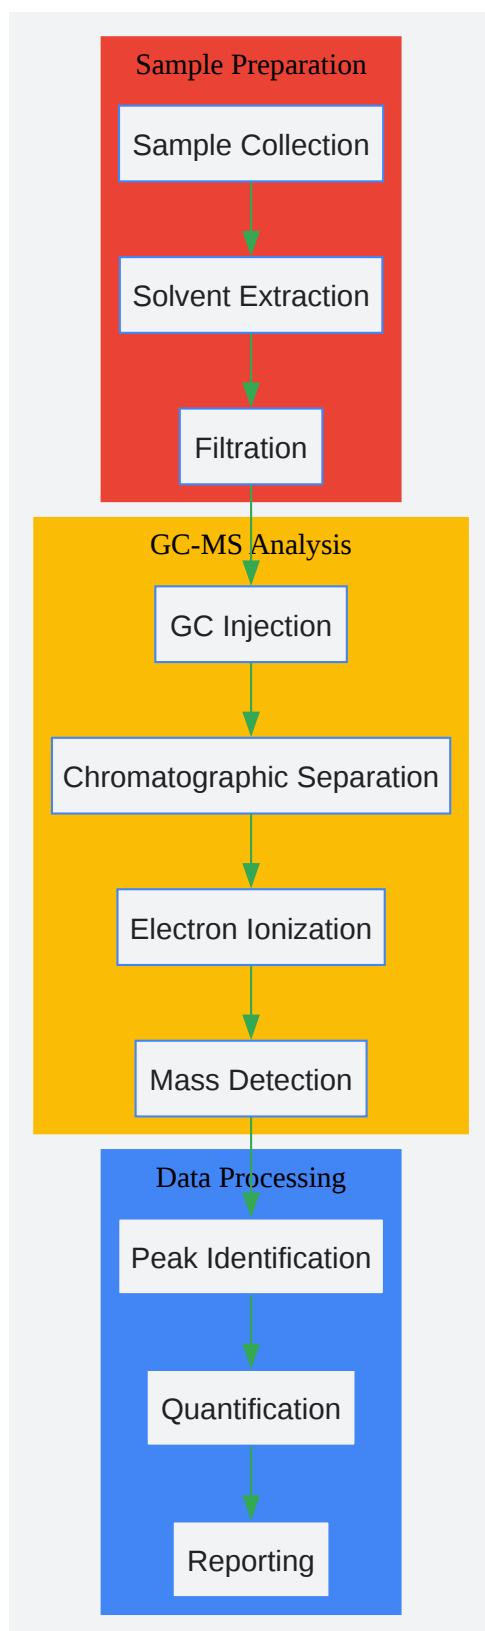 Sample Preparation
Sample Collection
Solvent Extraction
Filtration
GC-MS Analysis
GC Injection
Chromatographic Separation
Electron Ionization
Mass Detection
Data Processing
Peak Identification
Quantification
Reporting